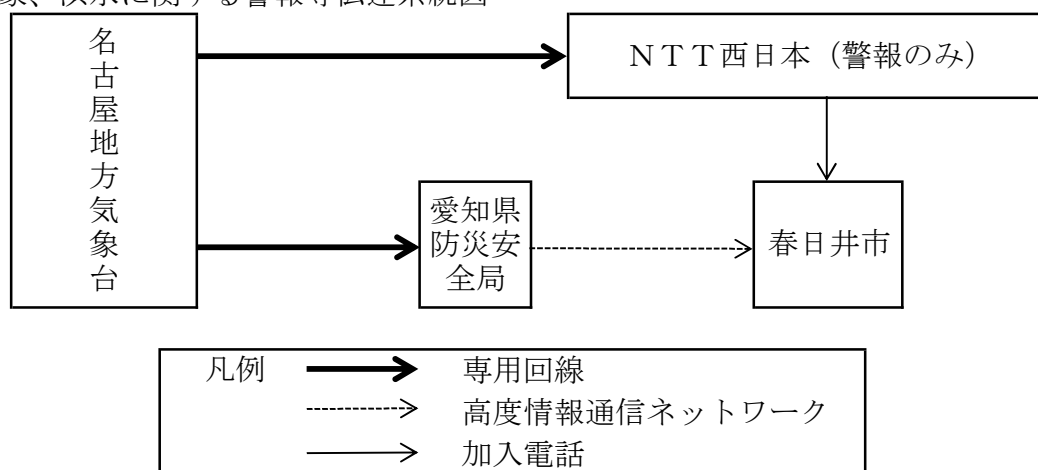 に関する警報等伝達系統図
名古屋地方気象台
ＮＴＴ西日本（警報のみ）
愛知県
防災安
全局
春日井市
凡例
専用回線
高度情報通信ネットワーク
加入電話